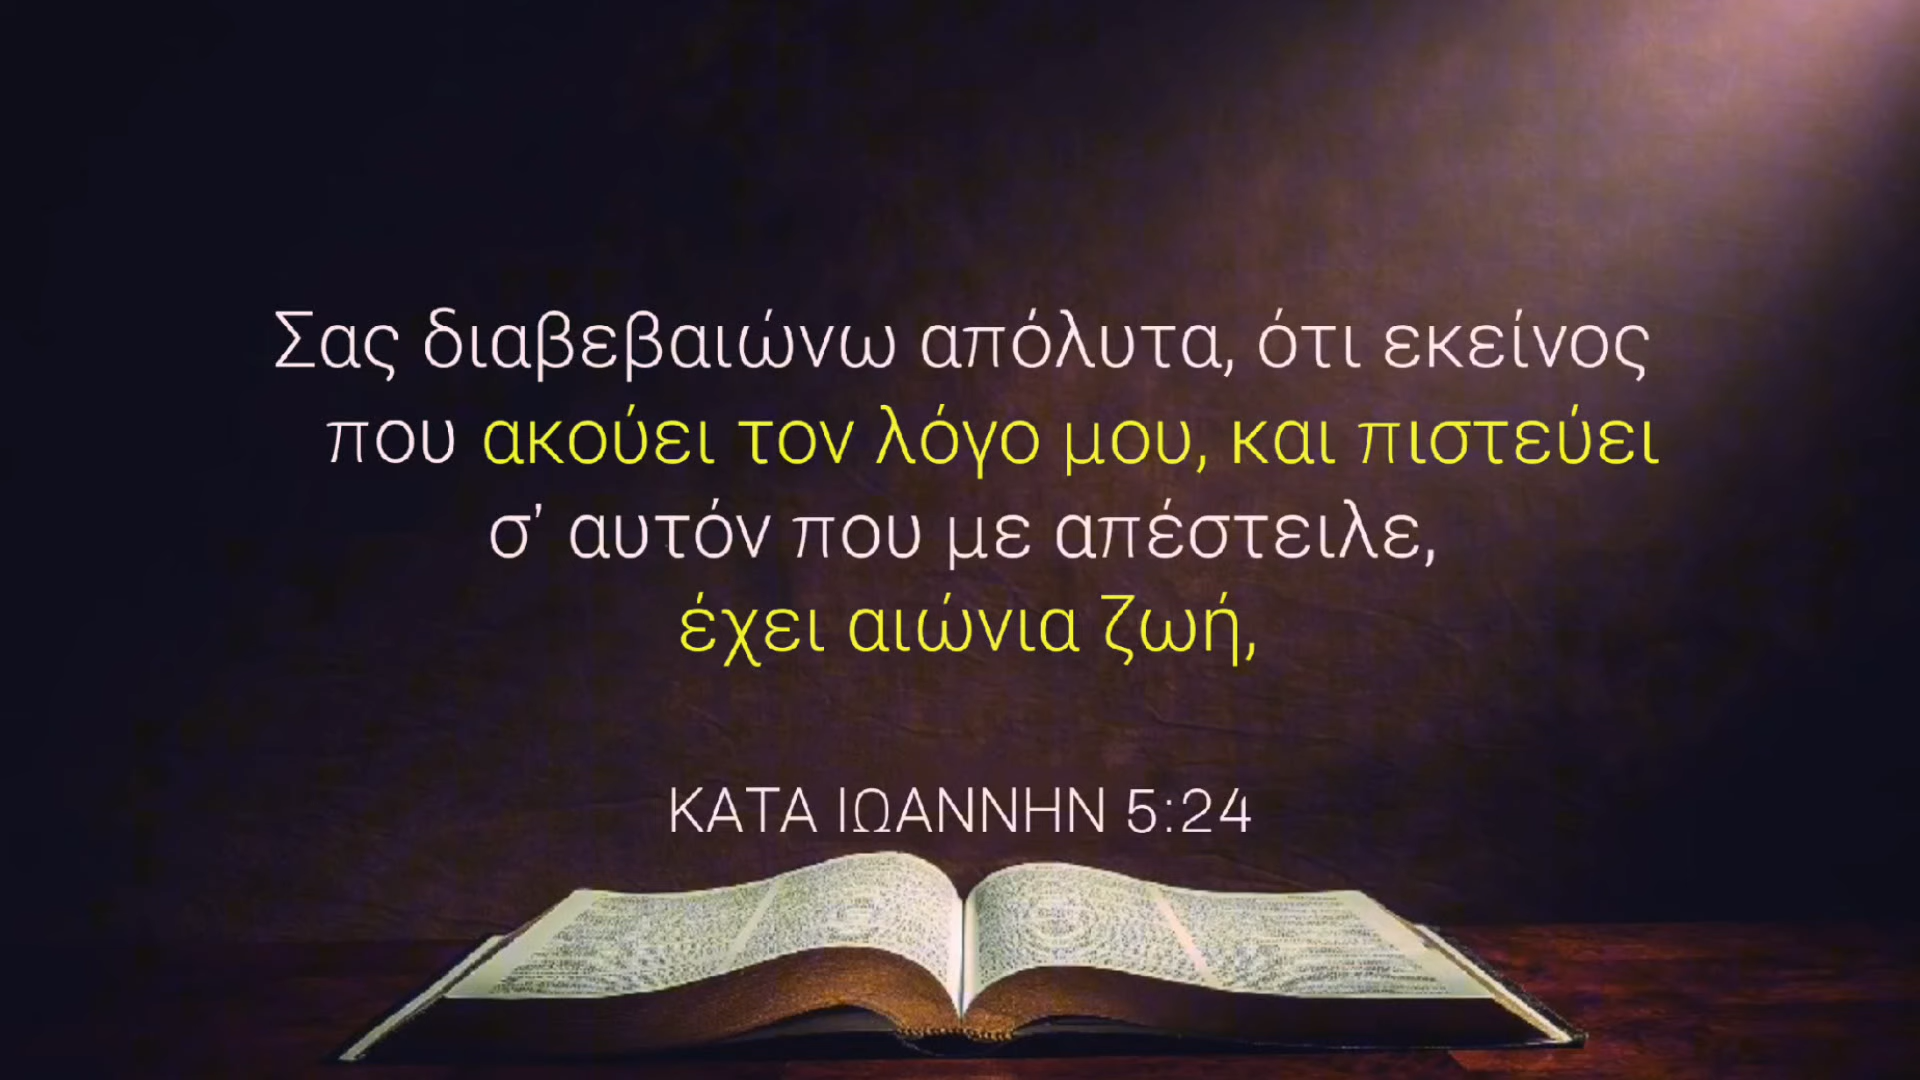 Σας διαβεβαιώνω απόλυτα, ότι εκείνος
που ακούει τον λόγο μου, και πιστεύει
σ' αυτόν που με απέστειλε,
έχει αιώνια ζωή,
ΚΑΤΑ ΙΩΑΝΝΗΝ 5:24